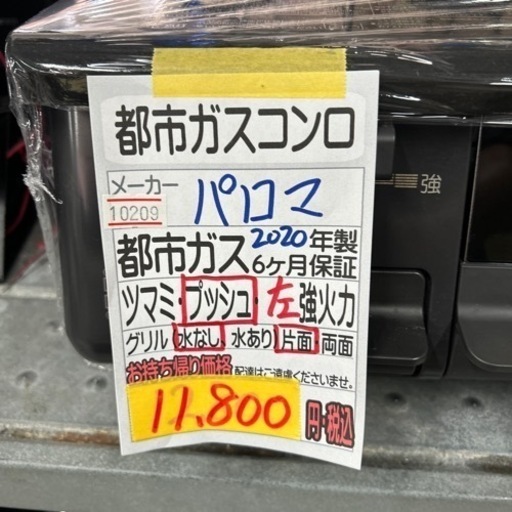 都市ガスコンロ
メーカー
10209
パロマ
都市ガス 2020年製
6ヶ月保証
ツマミ・プッシュ・左強火力
グリル 水なし、水あり 片面・両面
お持ち帰り価格 配達はご遠慮くださいませ。
11,800 円・税込
強